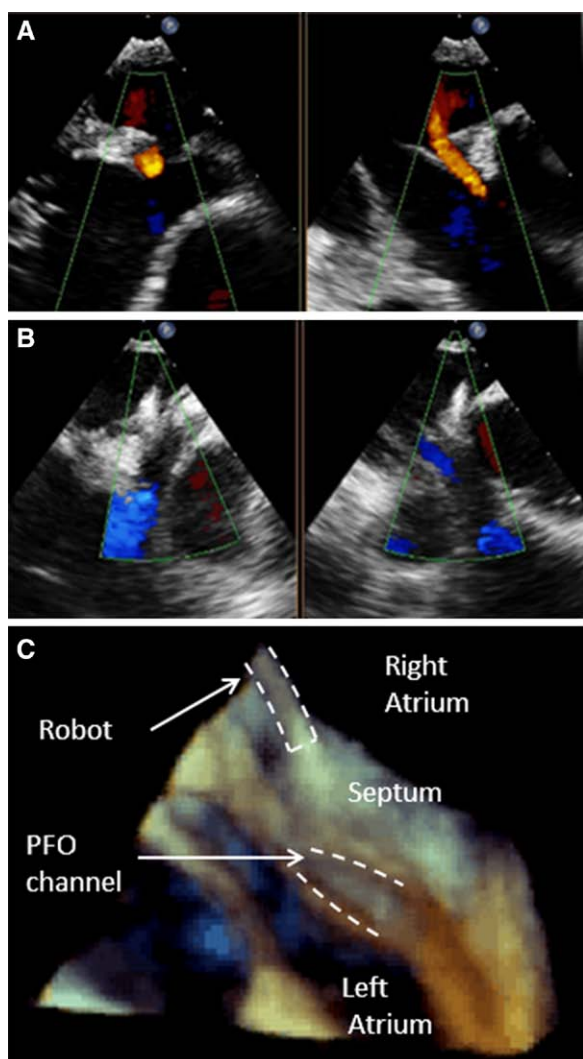 A
B
C
Right
Atrium
Robot
Septum
PFO
channel
Left
Atrium